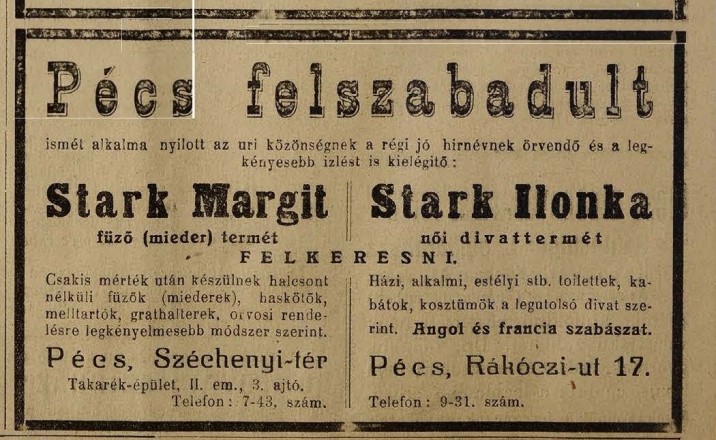 Pécs felszabadult
ismét alkalma nyilott az uri közönségnek a régi jó hirnévnek örvendő és a leg-
kényesebb izlést is kielégitő :
Stark Margit
füző (mieder) termét
Stark Ilonka
női divattermét
FELKERESNI.
Csakis mérték után készülnek halcsont
nélküli füzők (miederek), haskötők,
melltartók, grathalterek, orvosi rende-
lésre legkényelmesebb módszer szerint.
Pécs, Széchenyi-tér
Takarék-épület, II. em., 3. ajtó.
Telefon : 7-43. szám.
Házi, alkalmi, estélyi stb. toilettek, ka-
bátok, kosztümök a legutolsó divat sze-
rint. Angol és francia szabászat.
Pécs, Rákóczi-ut 17.
Telefon : 9-31. szám.